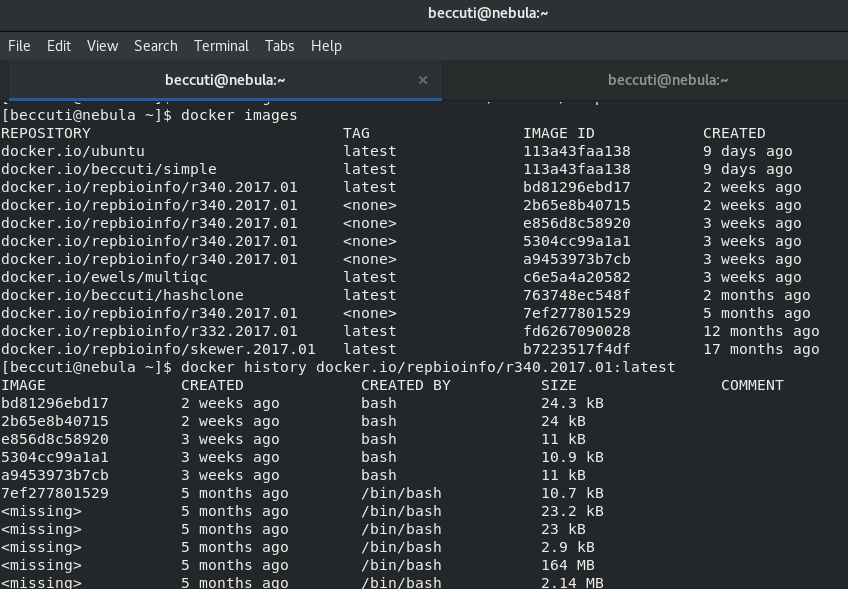 beccuti@nebula:~
File Edit View Search Terminal Tabs Help
beccuti@nebula:~ × beccuti@nebula:~
[beccuti@nebula ~]$ docker images
REPOSITORY TAG IMAGE ID CREATED
docker.io/ubuntu latest 113a43faa138 9 days ago
docker.io/beccuti/simple latest 113a43faa138 9 days ago
docker.io/repbioinfo/r340.2017.01 latest bd81296ebd17 2 weeks ago
docker.io/repbioinfo/r340.2017.01 <none> 2b65e8b40715 2 weeks ago
docker.io/repbioinfo/r340.2017.01 <none> e856d8c58920 3 weeks ago
docker.io/repbioinfo/r340.2017.01 <none> 5304cc99a1a1 3 weeks ago
docker.io/repbioinfo/r340.2017.01 <none> a9453973b7cb 3 weeks ago
docker.io/ewels/multiqc latest c6e5a4a20582 3 weeks ago
docker.io/beccuti/hashclone latest 763748ec548f 2 months ago
docker.io/repbioinfo/r340.2017.01 <none> 7ef277801529 5 months ago
docker.io/repbioinfo/r332.2017.01 latest fd6267090028 12 months ago
docker.io/repbioinfo/skewer.2017.01 latest b7223517f4df 17 months ago
[beccuti@nebula ~]$ docker history docker.io/repbioinfo/r340.2017.01:latest
IMAGE CREATED CREATED BY SIZE COMMENT
bd81296ebd17 2 weeks ago bash 24.3 kB
2b65e8b40715 2 weeks ago bash 24 kB
e856d8c58920 3 weeks ago bash 11 kB
5304cc99a1a1 3 weeks ago bash 10.9 kB
a9453973b7cb 3 weeks ago bash 11 kB
7ef277801529 5 months ago /bin/bash 10.7 kB
<missing> 5 months ago /bin/bash 23.2 kB
<missing> 5 months ago /bin/bash 23 kB
<missing> 5 months ago /bin/bash 2.9 kB
<missing> 5 months ago /bin/bash 164 MB
<missing> 5 months ago /bin/bash 2.14 MB